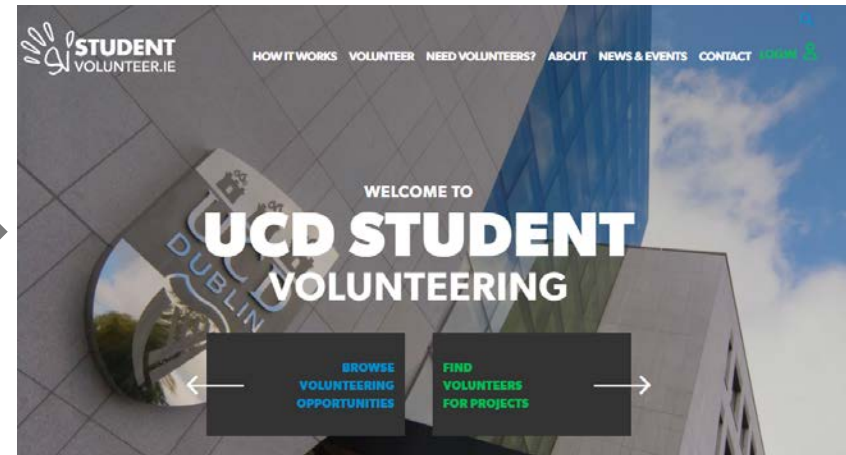 STUDENT
VOLUNTEER.IE
HOW IT WORKS VOLUNTEER NEED VOLUNTEERS? ABOUT NEWS & EVENTS CONTACT LOGIN
WELCOME TO
UCD STUDENT
VOLUNTEERING
UCD
DUBLIN
BROWSE
VOLUNTEERING
OPPORTUNITIES
FIND
VOLUNTEERS
FOR PROJECTS